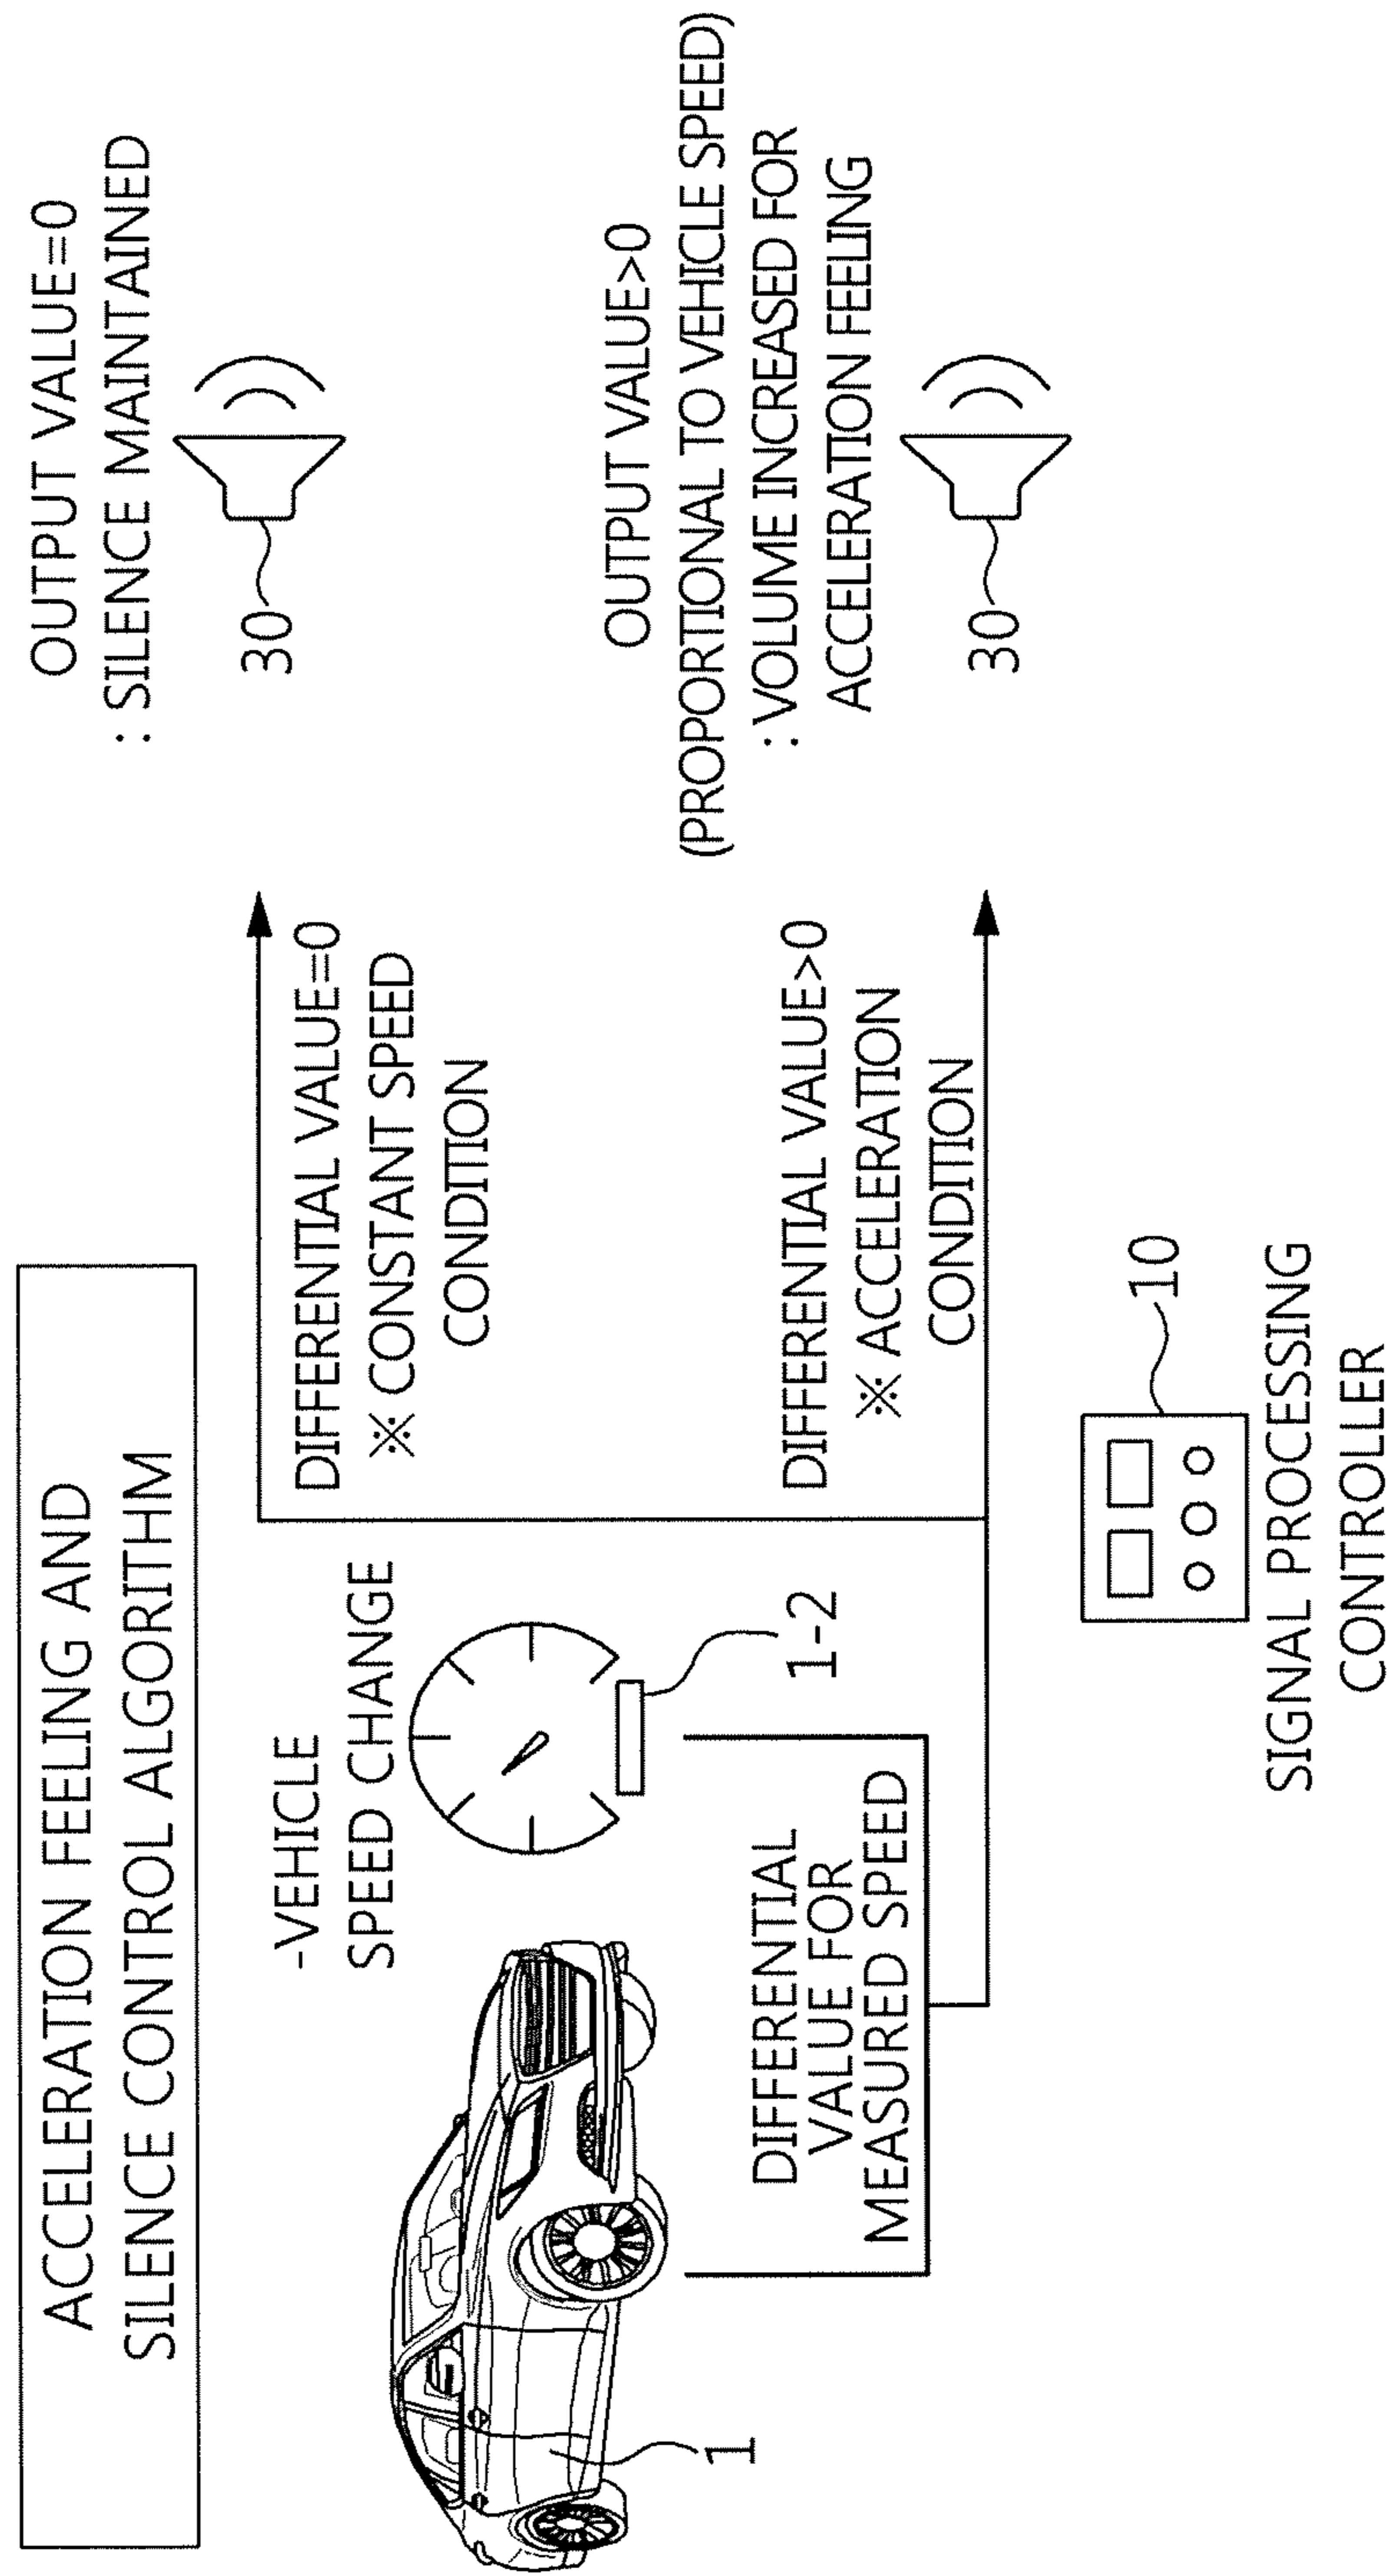 ACCELERATION FEELING AND
SILENCE CONTROL ALGORITHM
-VEHICLE
SPEED CHANGE
1-2
1
DIFFERENTIAL
VALUE FOR
MEASURED SPEED
DIFFERENTIAL VALUE=0
※ CONSTANT SPEED
CONDITION
OUTPUT VALUE=0
: SILENCE MAINTAINED
30
DIFFERENTIAL VALUE>0
※ ACCELERATION
CONDITION
OUTPUT VALUE>0
(PROPORTIONAL TO VEHICLE SPEED)
: VOLUME INCREASED FOR
ACCELERATION FEELING
30
10
SIGNAL PROCESSING
CONTROLLER